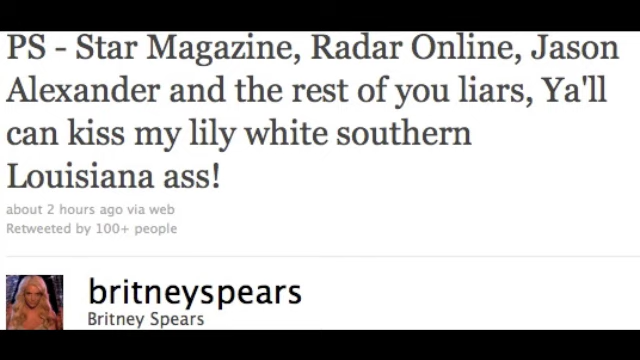 PS - Star Magazine, Radar Online, Jason
Alexander and the rest of you liars, Ya'll
can kiss my lily white southern
Louisiana ass!
about 2 hours ago via web
Retweeted by 100+ people
britneyspears
Britney Spears